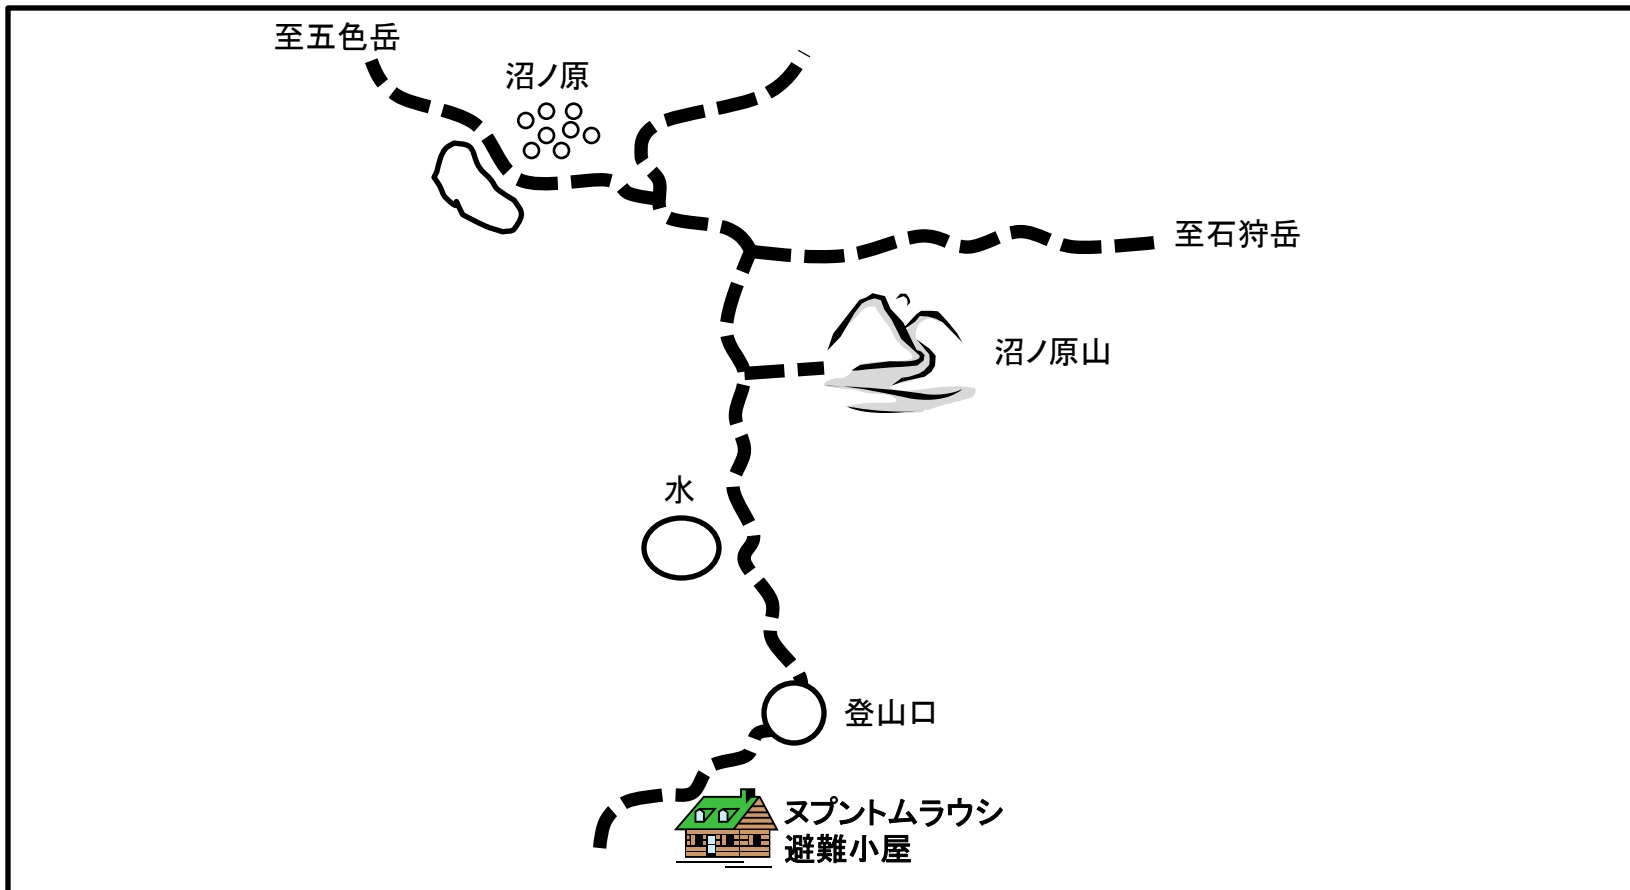 至五色岳
沼ノ原
至石狩岳
沼ノ原山
水
登山口
ヌプントムラウシ
避難小屋